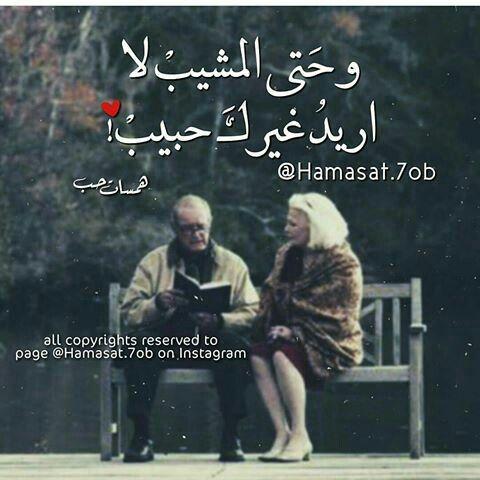 وحَتى المشيبْ لا
اريدُ غيركَ حبيبْ!
@Hamasat.7ob
همسات حب
all copyrights reserved to
page @Hamasat.7ob on Instagram